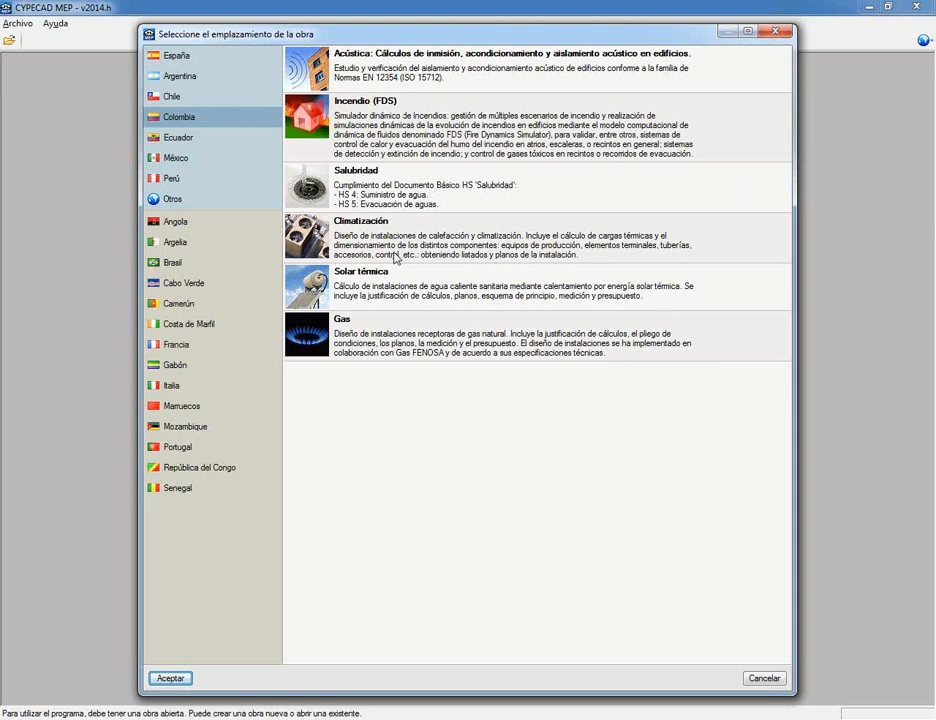 CYPECAD MEP - v2014.h
Archivo Ayuda
Seleccione el emplazamiento de la obra
España
Argentina
Chile
Colombia
Ecuador
México
Perú
Otros
Angola
Argelia
Brasil
Cabo Verde
Camerún
Costa de Marfil
Francia
Gabón
Italia
Marruecos
Mozambique
Portugal
República del Congo
Senegal
Acústica: Cálculos de inmisión, acondicionamiento y aislamiento acústico en edificios.
Estudio y verificación del aislamiento y acondicionamiento acústico de edificios conforme a la familia de
Normas EN 12354 (ISO 15712).
Incendio (FDS)
Simulador dinámico de Incendios: gestión de múltiples escenarios de incendio y realización de
simulaciones dinámicas de la evolución de incendios en edificios mediante el modelo computacional de
dinámica de fluidos denominado FDS (Fire Dynamics Simulator), para validar, entre otros, sistemas de
control de calor y evacuación del humo del incendio en atrios, escaleras, o recintos en general; sistemas
de detección y extinción de incendio; y control de gases tóxicos en recintos o recorridos de evacuación.
Salubridad
Cumplimiento del Documento Básico HS 'Salubridad':
- HS 4: Suministro de agua.
- HS 5: Evacuación de aguas.
Climatización
Diseño de instalaciones de calefacción y climatización. Incluye el cálculo de cargas térmicas y el
dimensionamiento de los distintos componentes: equipos de producción, elementos terminales, tuberías,
accesorios, control, etc.: obteniendo listados y planos de la instalación.
Solar térmica
Cálculo de instalaciones de agua caliente sanitaria mediante calentamiento por energía solar térmica. Se
incluye la justificación de cálculos, planos, esquema de principio, medición y presupuesto.
Gas
Diseño de instalaciones receptoras de gas natural. Incluye la justificación de cálculos, el pliego de
condiciones, los planos, la medición y el presupuesto. El diseño de instalaciones se ha implementado en
colaboración con Gas FENOSA y de acuerdo a sus especificaciones técnicas.
Aceptar
Cancelar
Para utilizar el programa, debe tener una obra abierta. Puede crear una obra nueva o abrir una existente.